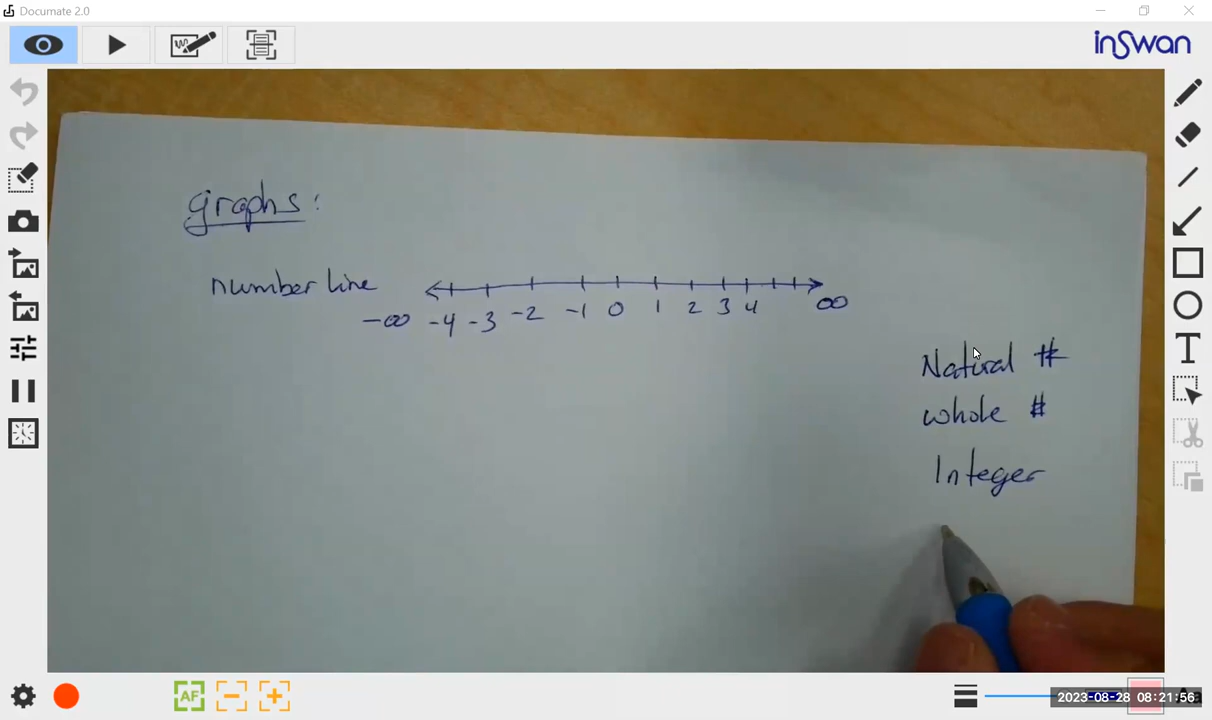 Documate 2.0
inSwan
graphs:
number line
-∞ -4 -3 -2 -1 0 1 2 3 4 ∞
Natural #
whole #
Integer
T
AF
2023-08-28 08:21:56